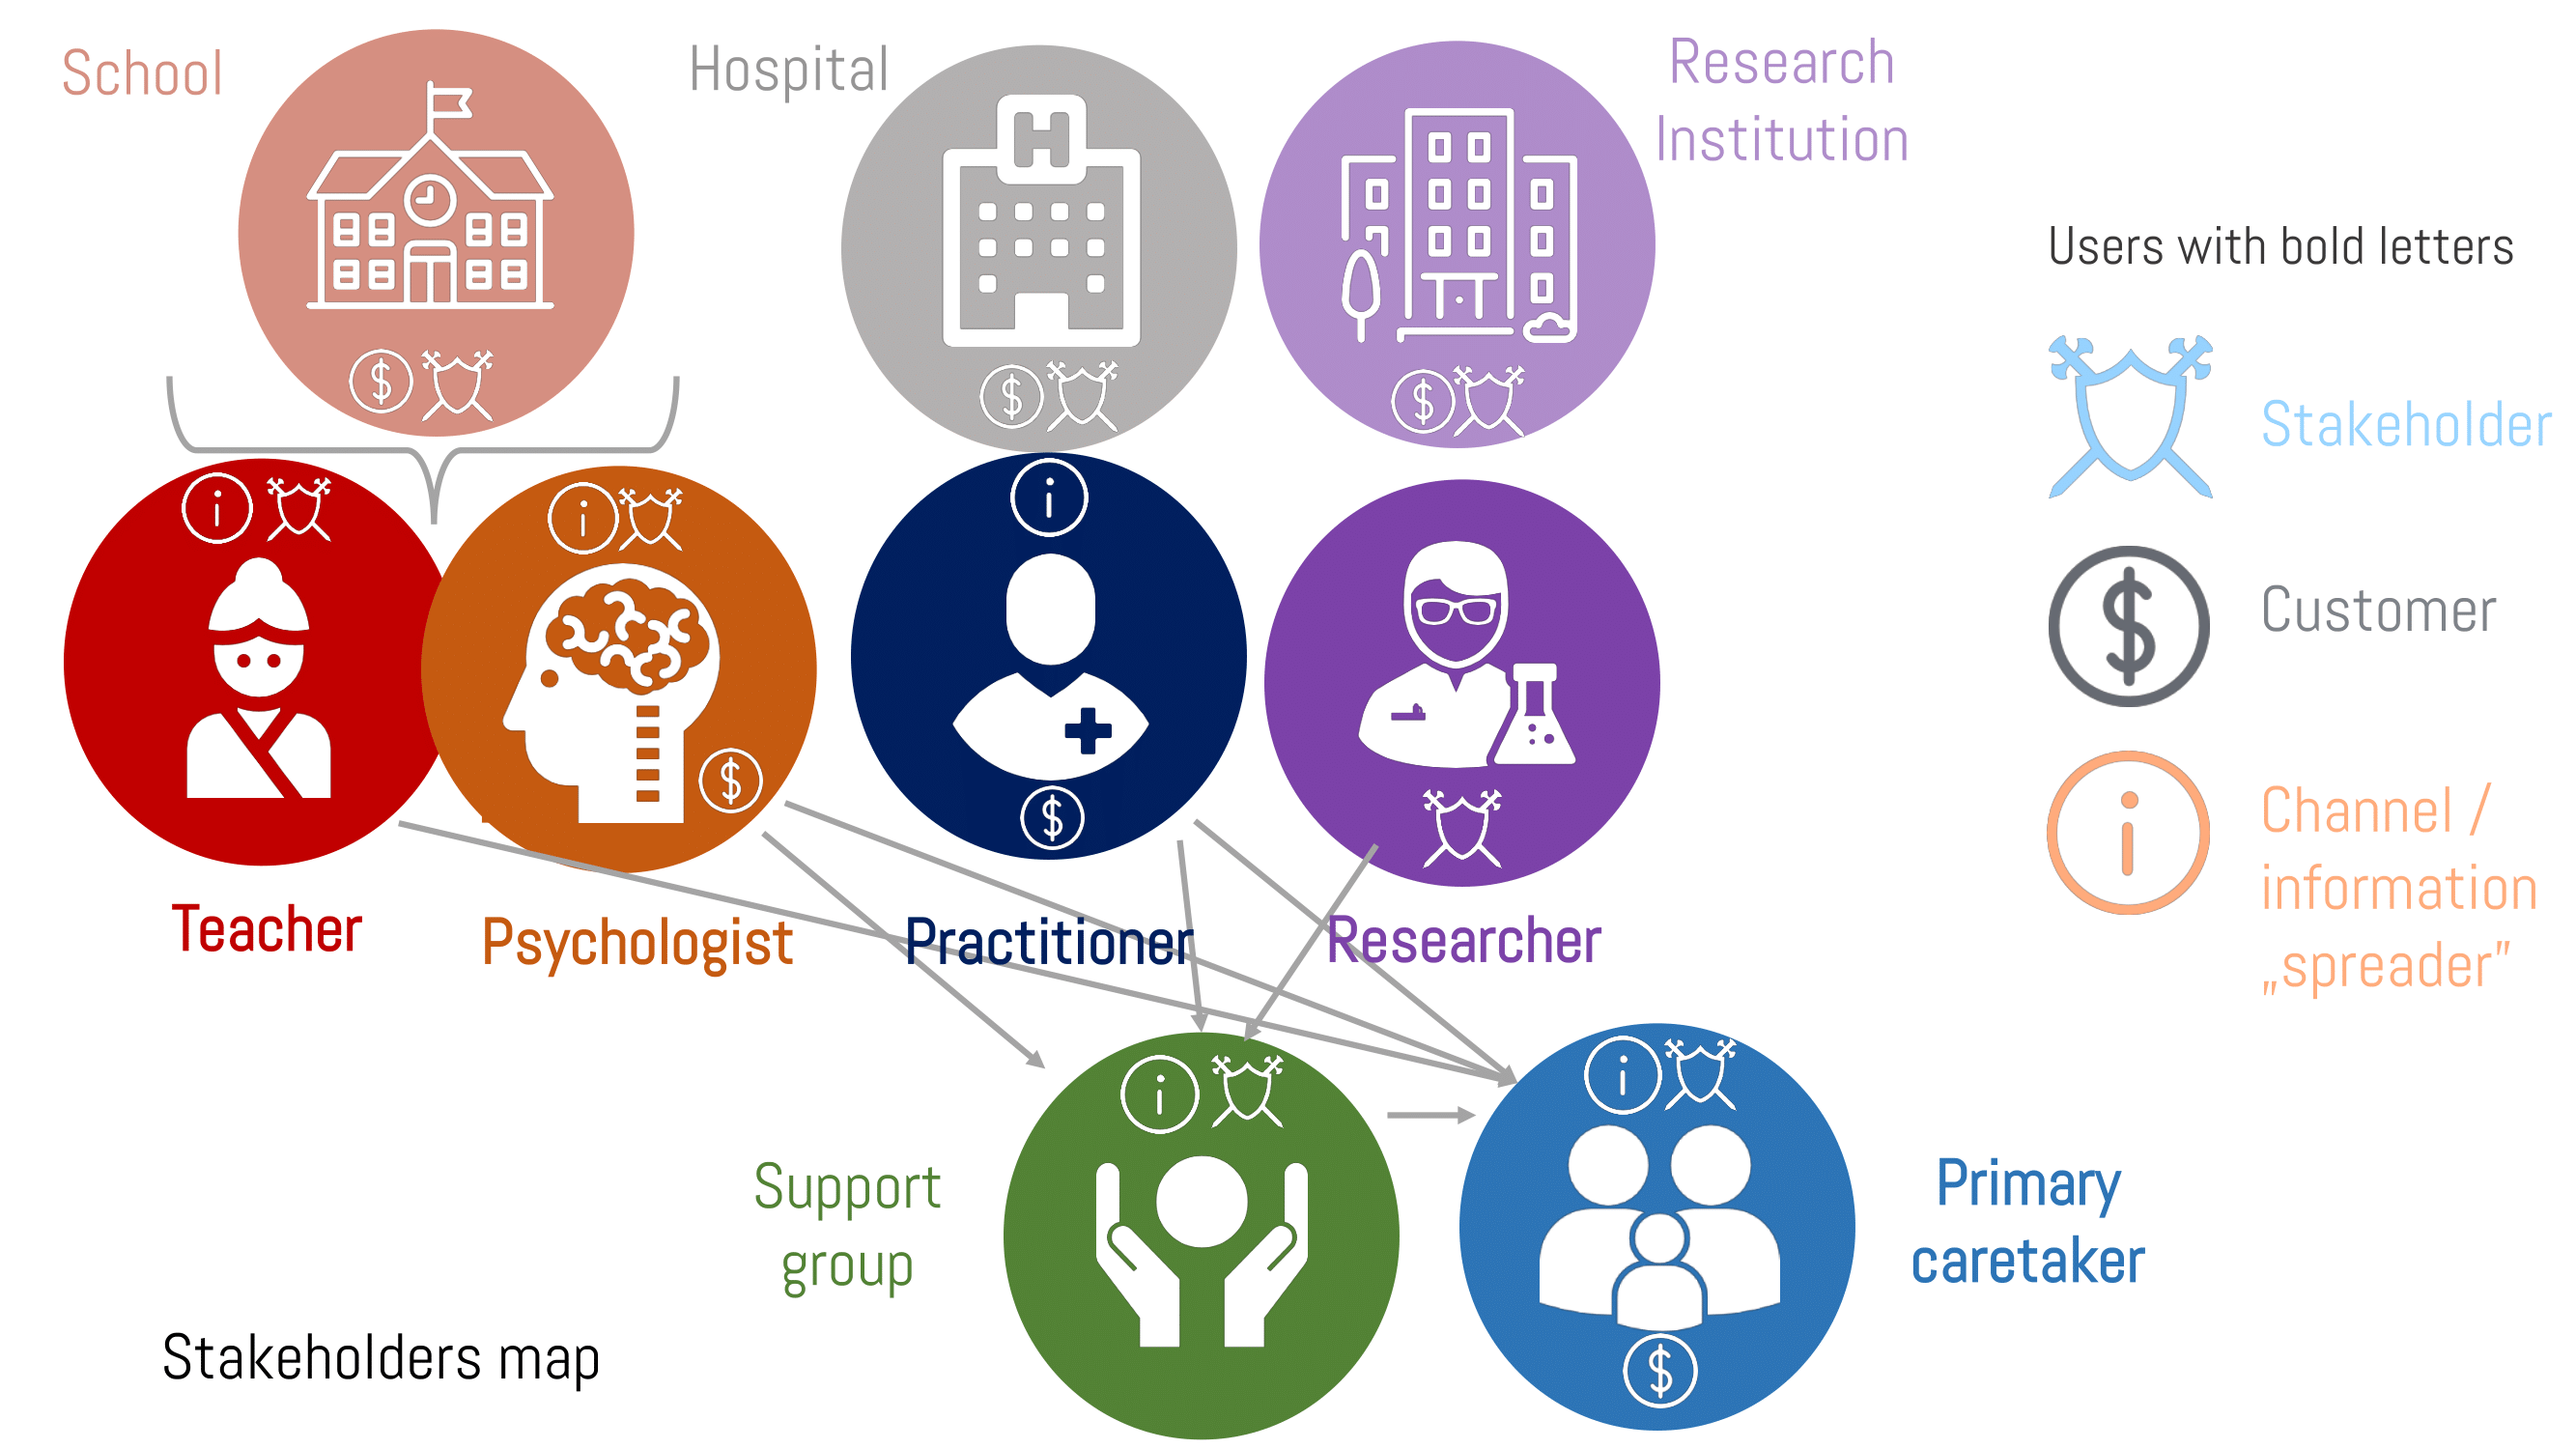 School
Hospital
Research
Institution
Users with bold letters
Stakeholder
Customer
Channel /
information
„spreader”
Teacher
Psychologist
Practitioner
Researcher
Support
group
Primary
caretaker
Stakeholders map